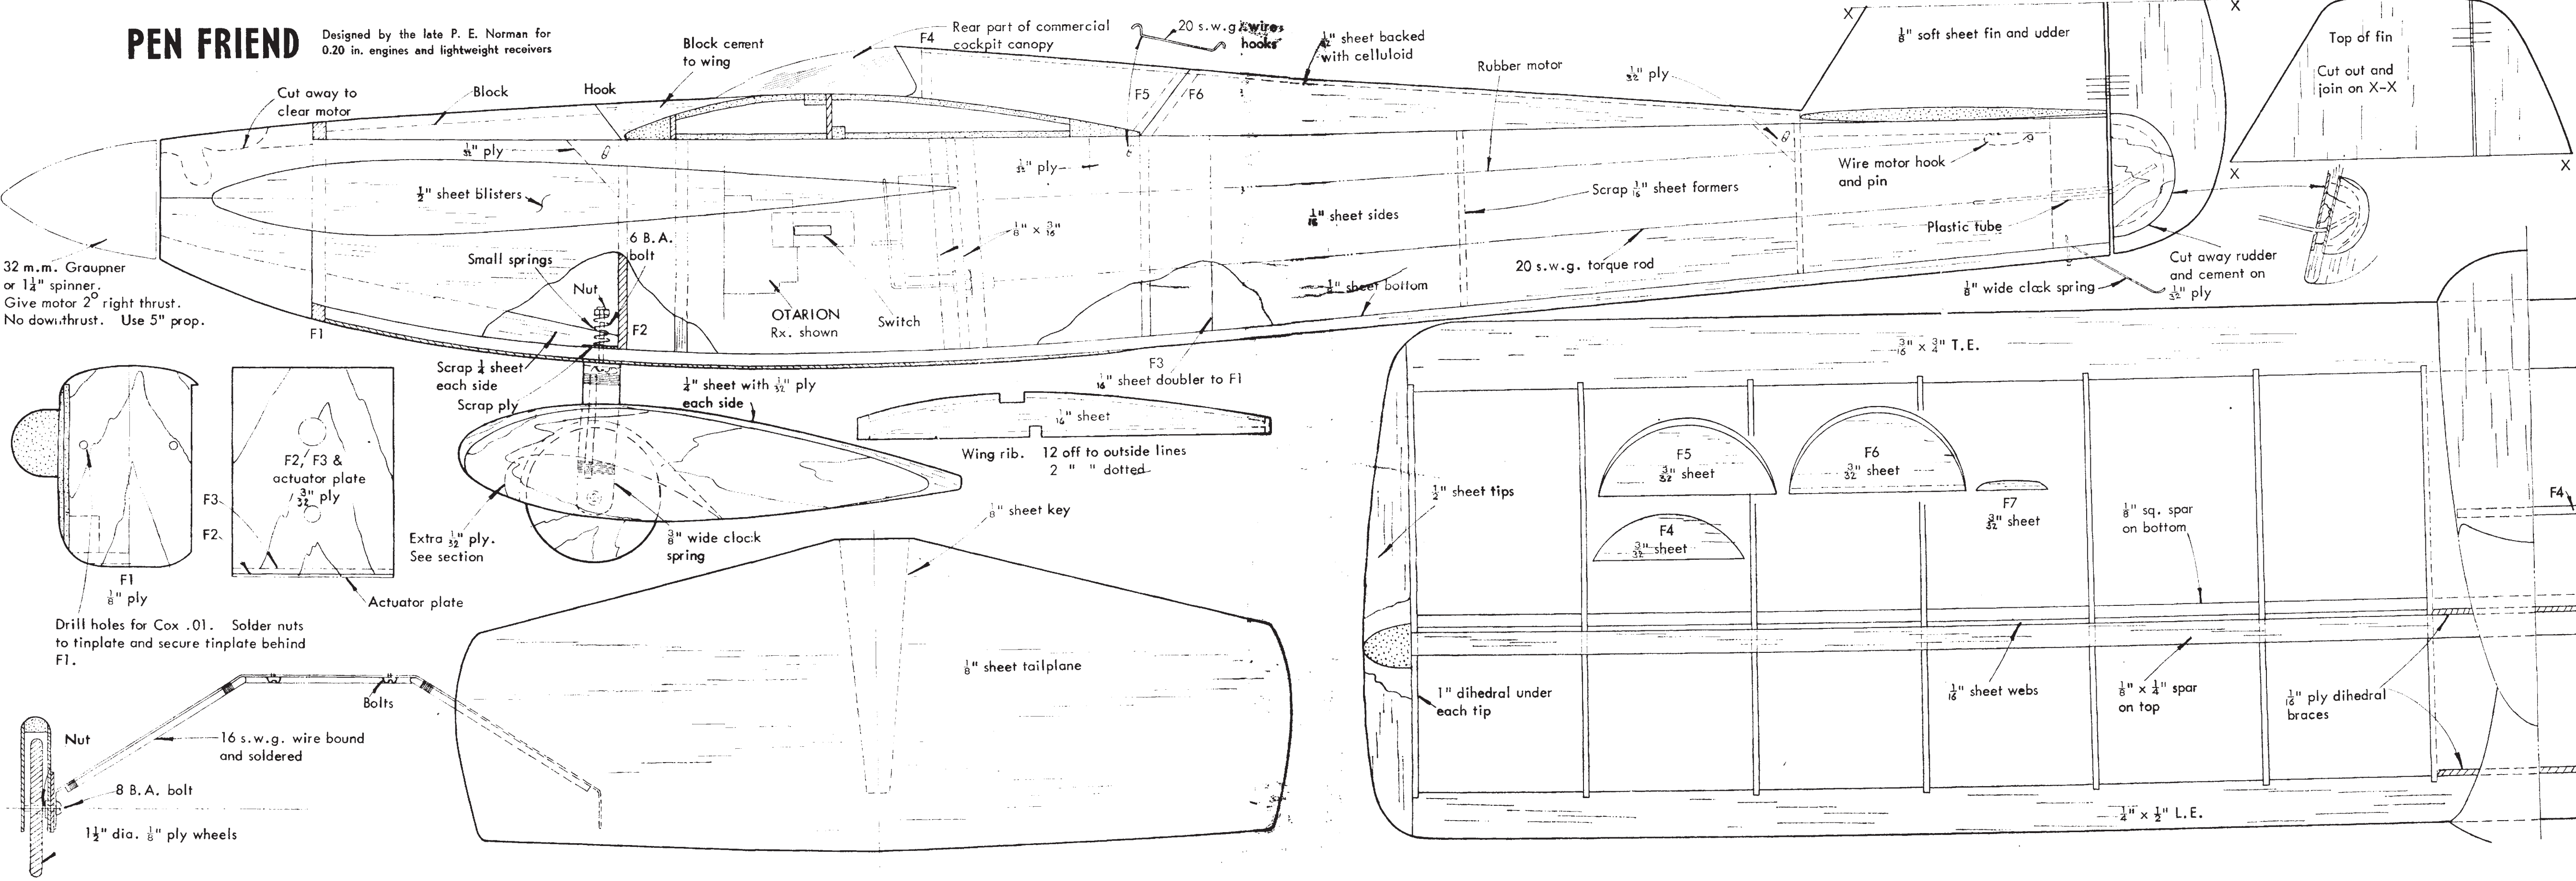 PEN FRIEND
Designed by the late P. E. Norman for
0.20 in. engines and lightweight receivers
Cut away to
clear motor
Block
Hook
Block cement
to wing
Rear part of commercial
cockpit canopy
F4
20 s.w.g. wire
hooks
1/32" sheet backed
with celluloid
F5
F6
Rubber motor
1/32" ply
1/8" soft sheet fin and udder
X
X
Top of fin
Cut out and
join on X-X
X
X
1/32" ply
1/2" sheet blisters
1/32" ply
1/8" x 3/16"
1/16" sheet sides
Scrap 1/16" sheet formers
Wire motor hook
and pin
Plastic tube
20 s.w.g. torque rod
1/8" sheet bottom
1/8" wide clock spring
Cut away rudder
and cement on
1/32" ply
32 m.m. Graupner
or 1 1/4" spinner.
Give motor 2° right thrust.
No downthrust. Use 5" prop.
F1
Small springs
6 B.A.
bolt
Nut
F2
OTARION
Rx. shown
Switch
F3
1/16" sheet doubler to F1
Scrap 1/4 sheet
each side
Scrap ply
1/4" sheet with 1/32" ply
each side
1/16" sheet
Wing rib. 12 off to outside lines
2 " " dotted
F1
1/8" ply
F2, F3 &
actuator plate
3/32" ply
F3
F2
Actuator plate
Extra 1/32" ply.
See section
3/8" wide clock
spring
1/8" sheet key
Drill holes for Cox .01. Solder nuts
to tinplate and secure tinplate behind
F1.
Bolts
16 s.w.g. wire bound
and soldered
Nut
8 B.A. bolt
1 1/2" dia. 1/8" ply wheels
1/8" sheet tailplane
3/16" x 3/4" T.E.
F5
3/32" sheet
F6
3/32" sheet
F7
3/32" sheet
F4
3/32" sheet
F4
1/2" sheet tips
1/8" sq. spar
on bottom
1" dihedral under
each tip
1/16" sheet webs
1/8" x 1/4" spar
on top
1/16" ply dihedral
braces
1/4" x 1/2" L.E.